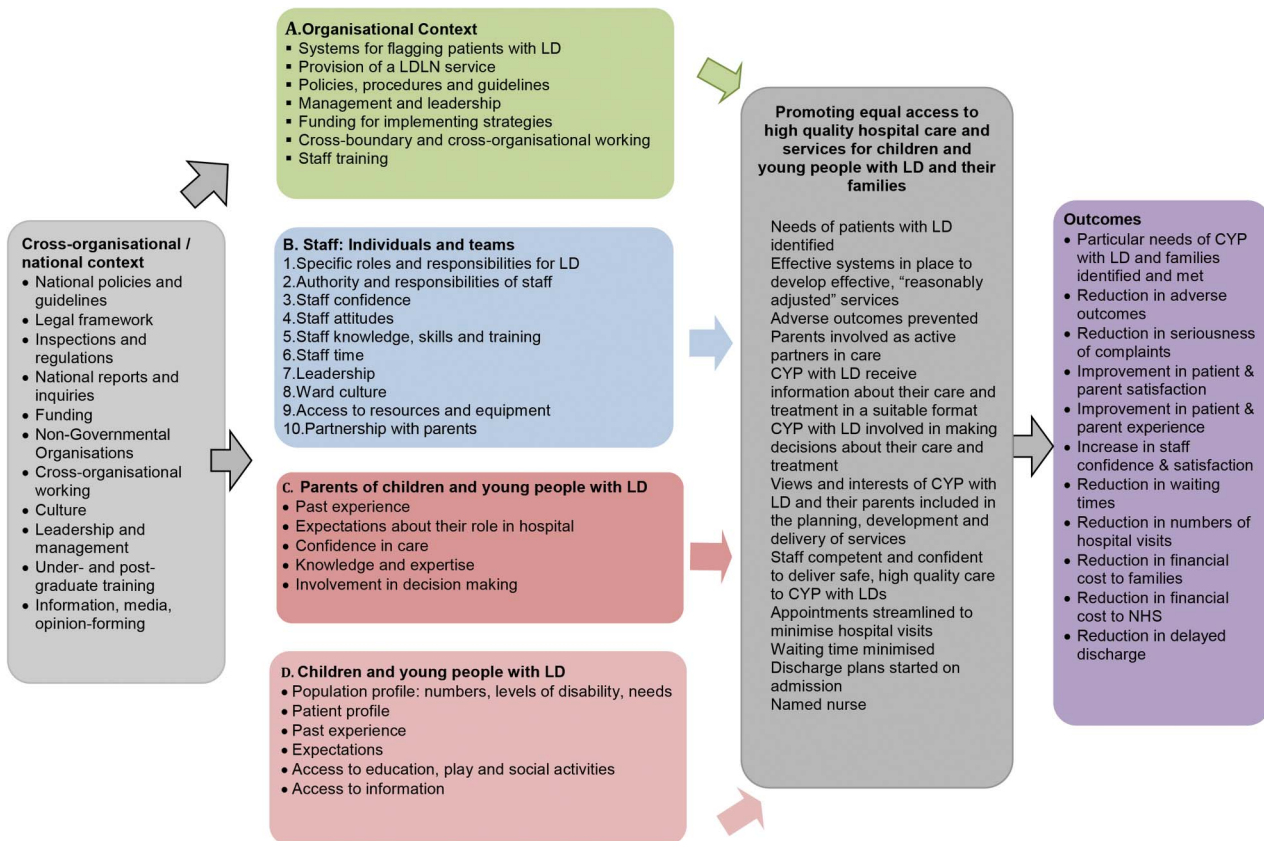 Cross-organisational /
national context
• National policies and
guidelines
• Legal framework
• Inspections and
regulations
• National reports and
inquiries
• Funding
• Non-Governmental
Organisations
• Cross-organisational
working
• Culture
• Leadership and
management
• Under- and post-
graduate training
• Information, media,
opinion-forming
A.Organisational Context
▪ Systems for flagging patients with LD
▪ Provision of a LDLN service
▪ Policies, procedures and guidelines
▪ Management and leadership
▪ Funding for implementing strategies
▪ Cross-boundary and cross-organisational working
▪ Staff training
B. Staff: Individuals and teams
1.Specific roles and responsibilities for LD
2.Authority and responsibilities of staff
3.Staff confidence
4.Staff attitudes
5.Staff knowledge, skills and training
6.Staff time
7.Leadership
8.Ward culture
9.Access to resources and equipment
10.Partnership with parents
C. Parents of children and young people with LD
• Past experience
• Expectations about their role in hospital
• Confidence in care
• Knowledge and expertise
• Involvement in decision making
D. Children and young people with LD
• Population profile: numbers, levels of disability, needs
• Patient profile
• Past experience
• Expectations
• Access to education, play and social activities
• Access to information
Promoting equal access to
high quality hospital care and
services for children and
young people with LD and their
families
Needs of patients with LD
identified
Effective systems in place to
develop effective, “reasonably
adjusted” services
Adverse outcomes prevented
Parents involved as active
partners in care
CYP with LD receive
information about their care and
treatment in a suitable format
CYP with LD involved in making
decisions about their care and
treatment
Views and interests of CYP with
LD and their parents included in
the planning, development and
delivery of services
Staff competent and confident
to deliver safe, high quality care
to CYP with LDs
Appointments streamlined to
minimise hospital visits
Waiting time minimised
Discharge plans started on
admission
Named nurse
Outcomes
• Particular needs of CYP
with LD and families
identified and met
• Reduction in adverse
outcomes
• Reduction in seriousness
of complaints
• Improvement in patient &
parent satisfaction
• Improvement in patient &
parent experience
• Increase in staff
confidence & satisfaction
• Reduction in waiting
times
• Reduction in numbers of
hospital visits
• Reduction in financial
cost to families
• Reduction in financial
cost to NHS
• Reduction in delayed
discharge